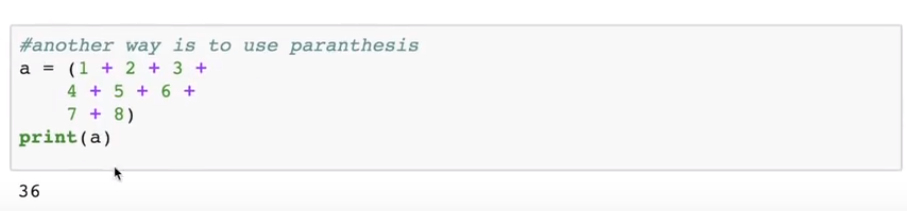 #another way is to use paranthesis
a = (1 + 2 + 3 +
    4 + 5 + 6 +
    7 + 8)
print(a)
36